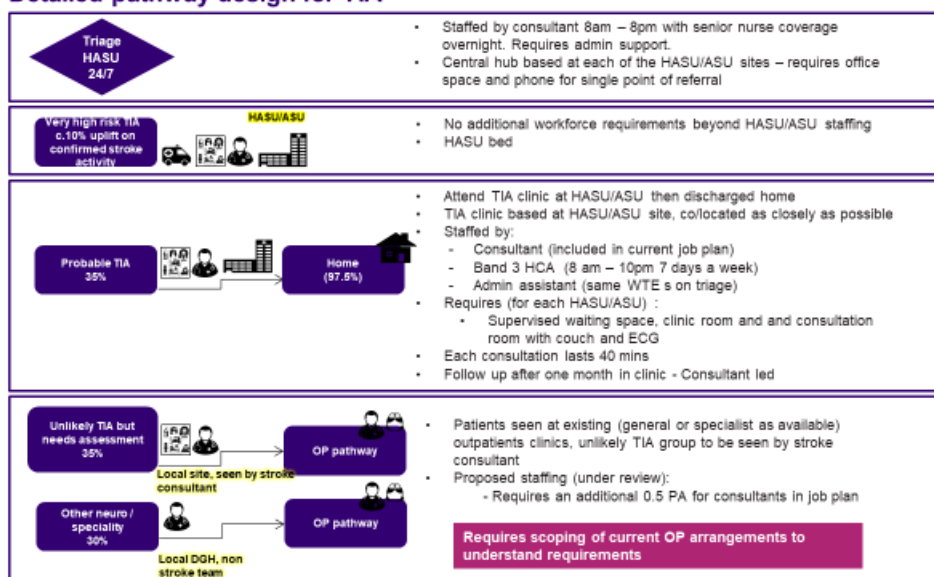 Detailed pathway design for TIA
Triage
HASU
24/7
• Staffed by consultant 8am – 8pm with senior nurse coverage
overnight. Requires admin support.
• Central hub based at each of the HASU/ASU sites – requires office
space and phone for single point of referral
Very high risk TIA
c.10% uplift on
confirmed stroke
activity
HASU/ASU
• No additional workforce requirements beyond HASU/ASU staffing
• HASU bed
Probable TIA
35%
Home
(97.5%)
• Attend TIA clinic at HASU/ASU then discharged home
• TIA clinic based at HASU/ASU site, co/located as closely as possible
• Staffed by:
- Consultant (included in current job plan)
- Band 3 HCA (8 am – 10pm 7 days a week)
- Admin assistant (same WTE s on triage)
• Requires (for each HASU/ASU) :
• Supervised waiting space, clinic room and and consultation
room with couch and ECG
• Each consultation lasts 40 mins
• Follow up after one month in clinic - Consultant led
Unlikely TIA but
needs assessment
35%
OP pathway
Local site, seen by stroke
consultant
Other neuro /
speciality
30%
OP pathway
Local DGH, non
stroke team
• Patients seen at existing (general or specialist as available)
outpatients clinics, unlikely TIA group to be seen by stroke
consultant
• Proposed staffing (under review):
- Requires an additional 0.5 PA for consultants in job plan
Requires scoping of current OP arrangements to
understand requirements